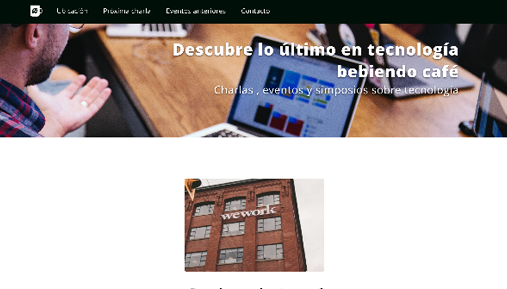 Ubicación Próxima charla Eventos anteriores Contacto
Descubre lo último en tecnología
bebiendo café
Charlas , eventos y simposios sobre tecnología
wework